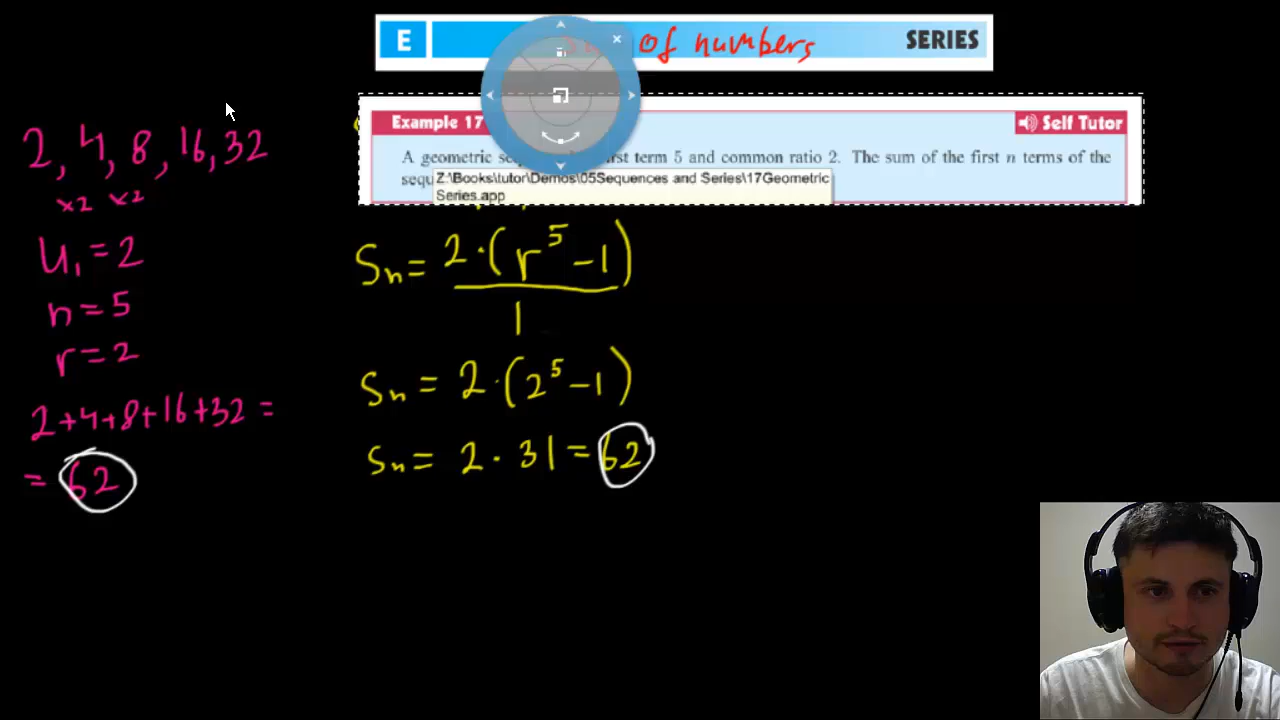 E of numbers SERIES
Example 17 Self Tutor
A geometric first term 5 and common ratio 2. The sum of the first n terms of the
Z:\Books\tutor\Demos\05Sequences and Series\17Geometric
Series.app
2, 4, 8, 16, 32
×2 ×2
u₁ = 2
n = 5
r = 2
2+4+8+16+32 =
= 62
Sn = 2·(r⁵ −1)
1
Sn = 2·(2⁵ −1)
Sn = 2·31 = 62